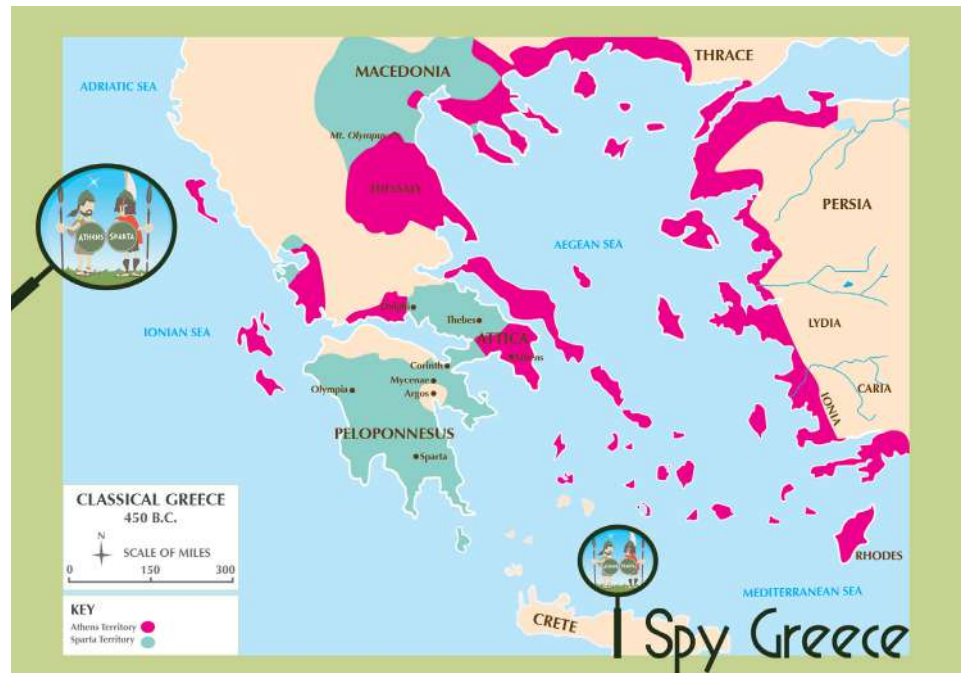 THRACE
MACEDONIA
ADRIATIC SEA
Mt. Olympus
THESSALY
PERSIA
ATHENS SPARTA
AEGEAN SEA
Delphi
Thebes
LYDIA
IONIAN SEA
ATTICA
Athens
Corinth
Mycenae
Olympia
Argos
CARIA
IONIA
PELOPONNESUS
Sparta
CLASSICAL GREECE
450 B.C.
N
SCALE OF MILES
0 150 300
RHODES
MEDITERRANEAN SEA
KEY
Athens Territory
Sparta Territory
CRETE
I Spy Greece